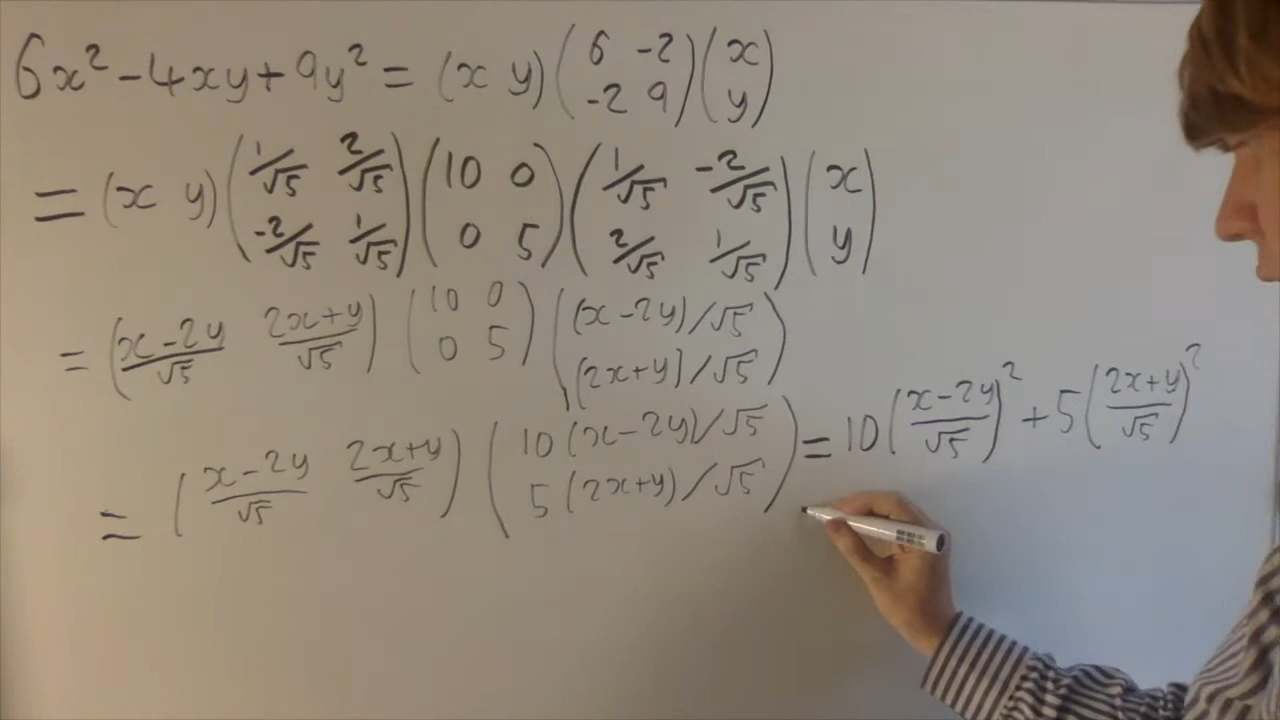 6x² - 4xy + 9y² = (x y) (6 -2 / -2 9) (x / y)
= (x y) (1/√5 2/√5 / -2/√5 1/√5) (10 0 / 0 5) (1/√5 -2/√5 / 2/√5 1/√5) (x / y)
= ((x-2y)/√5 (2x+y)/√5) (10 0 / 0 5) ((x-2y)/√5 / (2x+y)/√5)
= ((x-2y)/√5 (2x+y)/√5) (10(x-2y)/√5 / 5(2x+y)/√5) = 10((x-2y)/√5)² + 5((2x+y)/√5)²